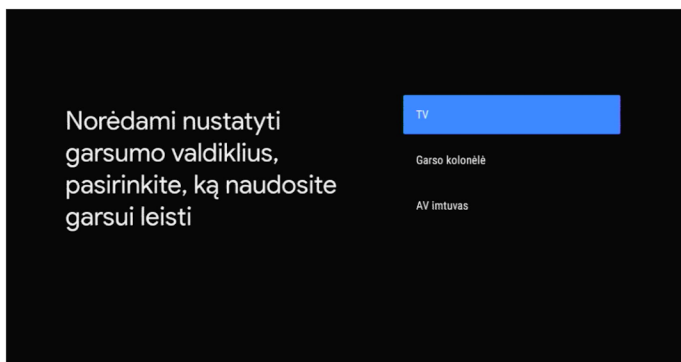 Norėdami nustatyti
garsumo valdiklius,
pasirinkite, ką naudosite
garsui leisti
TV
Garso kolonėlė
AV imtuvas